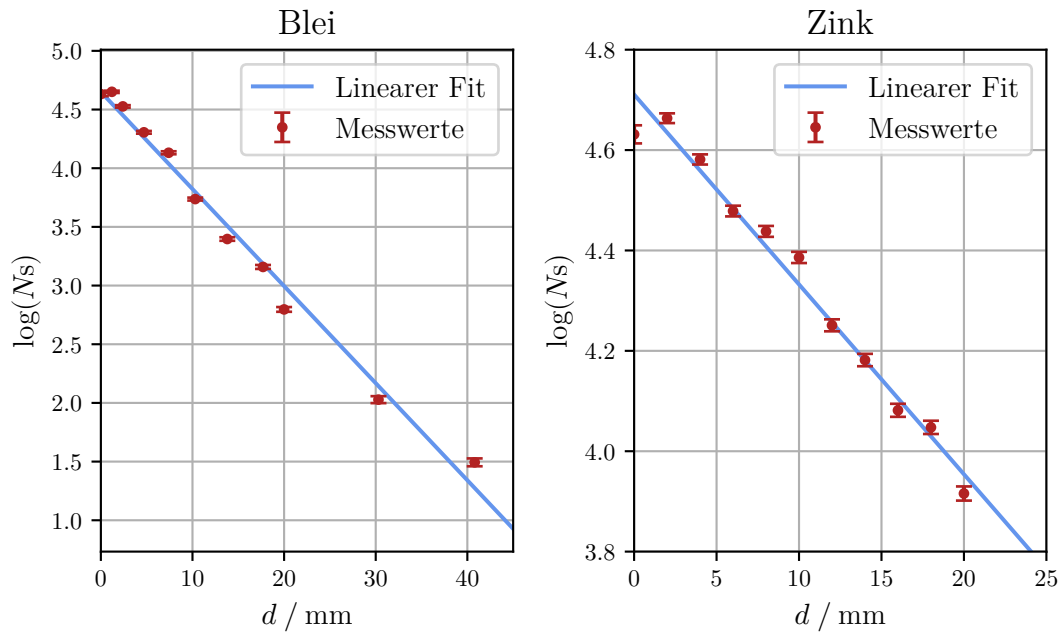 Blei
5.0
4.5
4.0
3.5
3.0
2.5
2.0
1.5
1.0
log(Ns)
Linearer Fit
Messwerte
0 10 20 30 40
d / mm
Zink
4.8
4.6
4.4
4.2
4.0
3.8
log(Ns)
Linearer Fit
Messwerte
0 5 10 15 20 25
d / mm